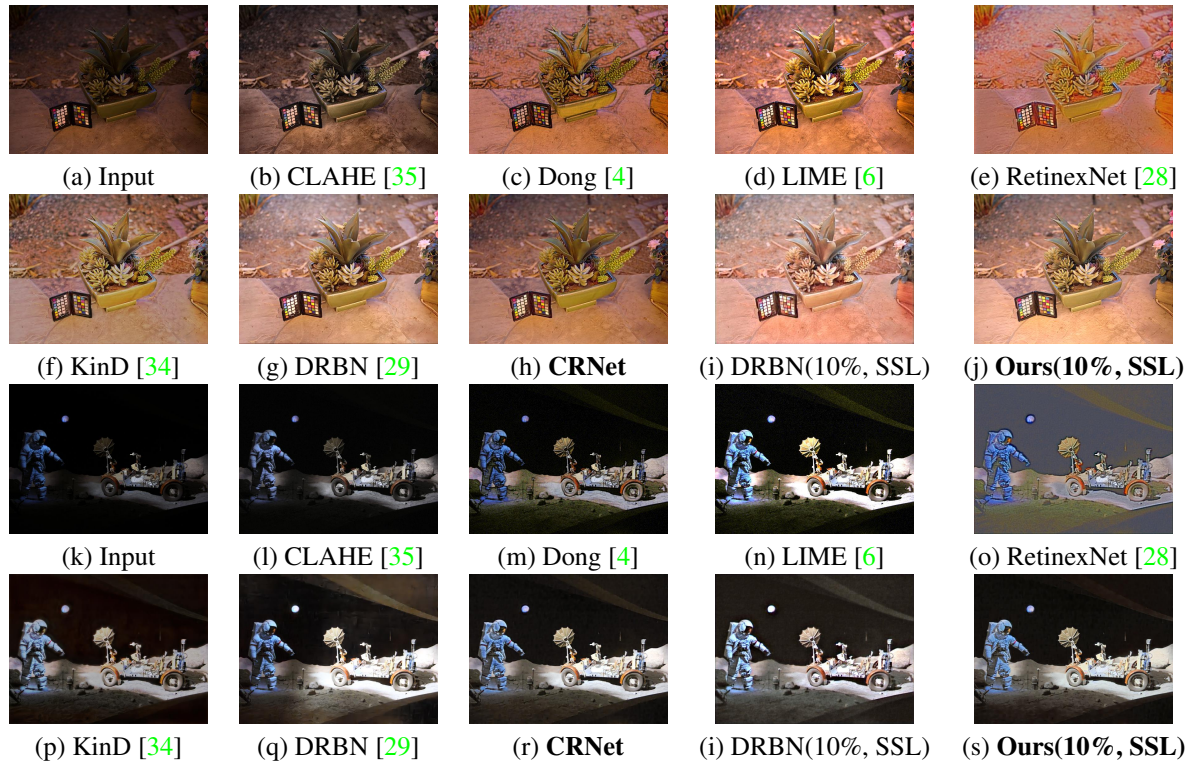 (a) Input (b) CLAHE [35] (c) Dong [4] (d) LIME [6] (e) RetinexNet [28]
(f) KinD [34] (g) DRBN [29] (h) CRNet (i) DRBN(10%, SSL) (j) Ours(10%, SSL)
(k) Input (l) CLAHE [35] (m) Dong [4] (n) LIME [6] (o) RetinexNet [28]
(p) KinD [34] (q) DRBN [29] (r) CRNet (i) DRBN(10%, SSL) (s) Ours(10%, SSL)